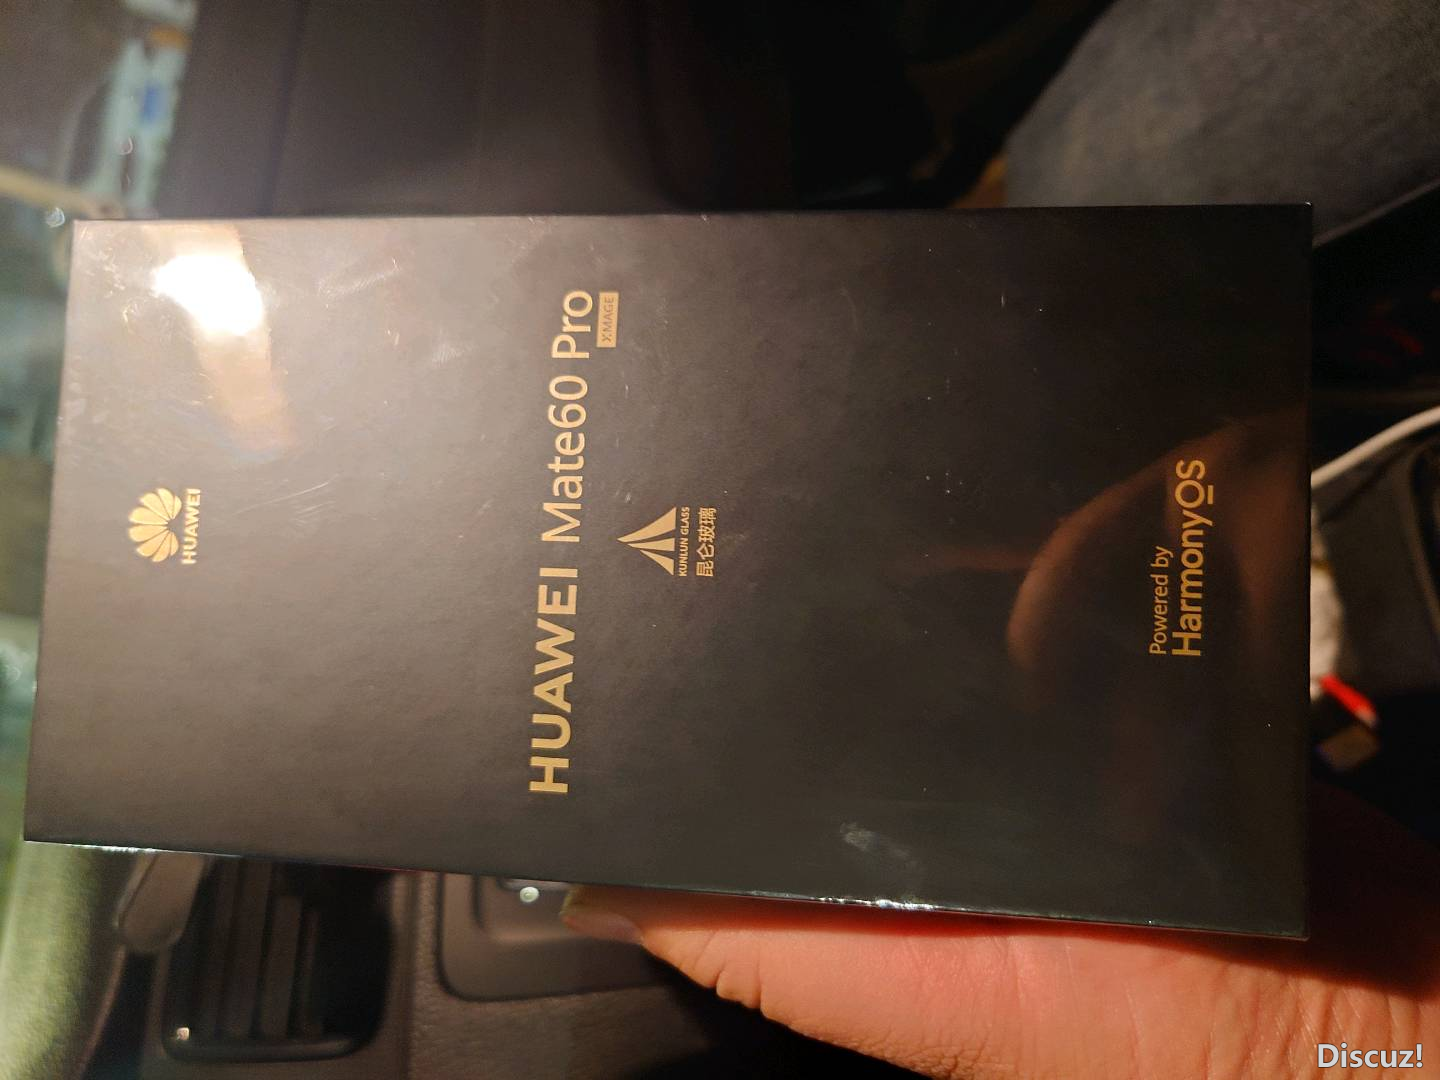 HUAWEI
HUAWEI Mate60 Pro
XMAGE
KUNLUN GLASS
昆仑玻璃
Powered by
HarmonyOS
Discuz!